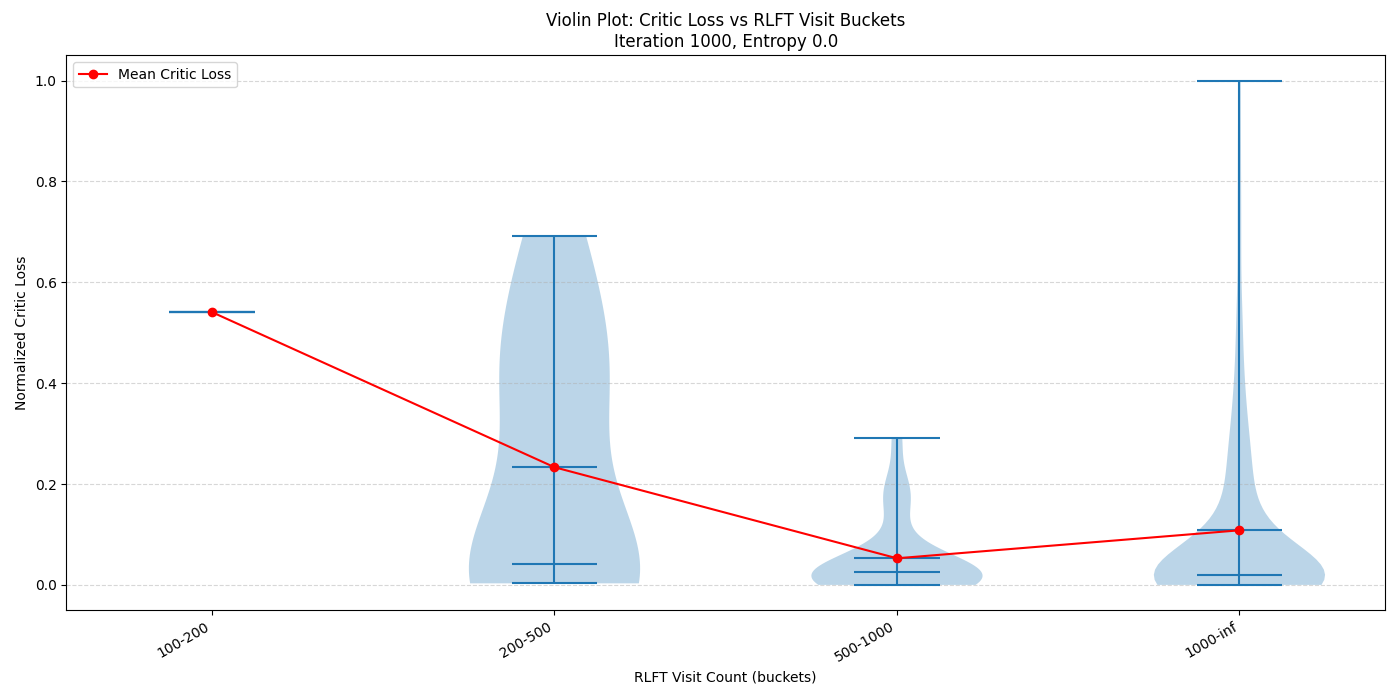 Violin Plot: Critic Loss vs RLFT Visit Buckets
Iteration 1000, Entropy 0.0
Mean Critic Loss
1.0
0.8
0.6
0.4
0.2
0.0
Normalized Critic Loss
100-200
200-500
500-1000
1000-inf
RLFT Visit Count (buckets)